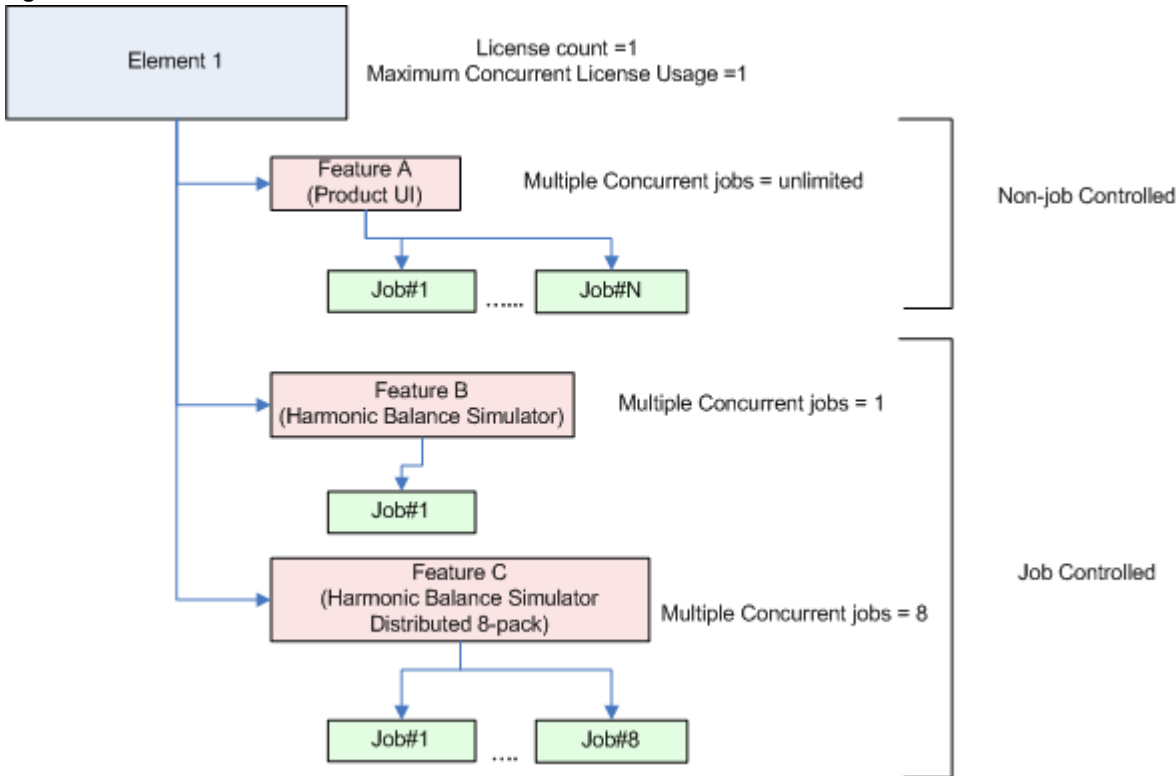 Element 1
License count =1
Maximum Concurrent License Usage =1
Feature A
(Product UI)
Multiple Concurrent jobs = unlimited
Non-job Controlled
Job#1
......
Job#N
Feature B
(Harmonic Balance Simulator)
Multiple Concurrent jobs = 1
Job#1
Feature C
(Harmonic Balance Simulator
Distributed 8-pack)
Multiple Concurrent jobs = 8
Job Controlled
Job#1
....
Job#8